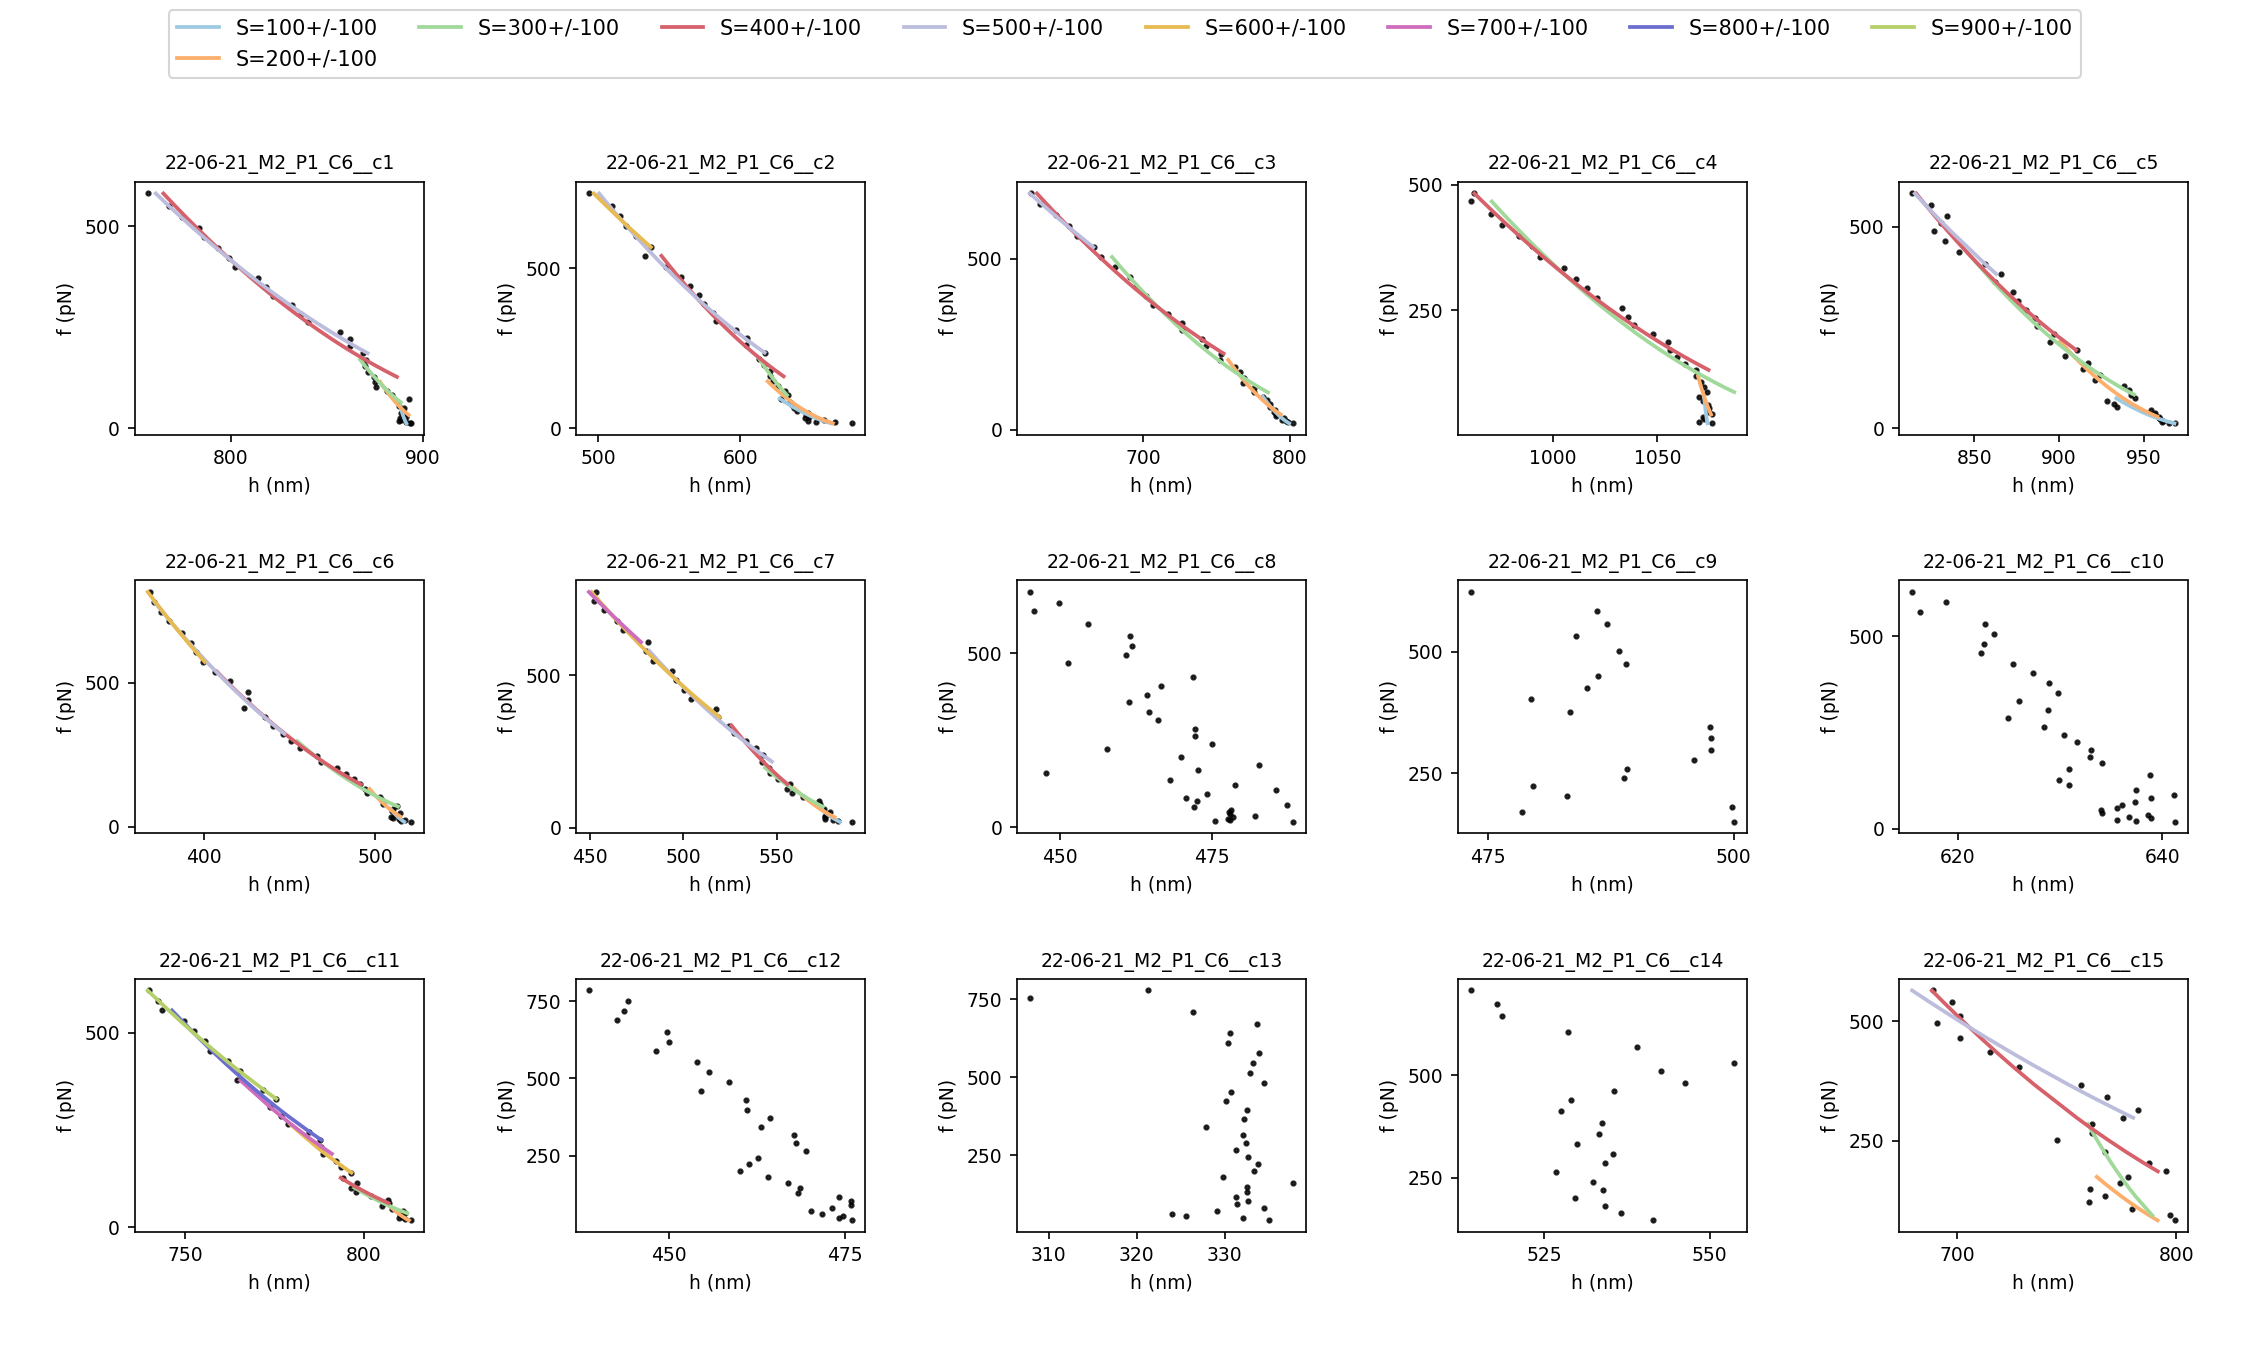 S=100+/-100 S=300+/-100 S=400+/-100 S=500+/-100 S=600+/-100 S=700+/-100 S=800+/-100 S=900+/-100
S=200+/-100
22-06-21_M2_P1_C6__c1 22-06-21_M2_P1_C6__c2 22-06-21_M2_P1_C6__c3 22-06-21_M2_P1_C6__c4 22-06-21_M2_P1_C6__c5
500 500 500 500 500
f (pN) f (pN) f (pN) f (pN) f (pN)
250
0 0 0 0
800 900 500 600 700 800 1000 1050 850 900 950
h (nm) h (nm) h (nm) h (nm) h (nm)
22-06-21_M2_P1_C6__c6 22-06-21_M2_P1_C6__c7 22-06-21_M2_P1_C6__c8 22-06-21_M2_P1_C6__c9 22-06-21_M2_P1_C6__c10
500 500 500 500 500
f (pN) f (pN) f (pN) f (pN) f (pN)
250
0 0 0 0
400 500 450 500 550 450 475 475 500 620 640
h (nm) h (nm) h (nm) h (nm) h (nm)
22-06-21_M2_P1_C6__c11 22-06-21_M2_P1_C6__c12 22-06-21_M2_P1_C6__c13 22-06-21_M2_P1_C6__c14 22-06-21_M2_P1_C6__c15
750 750
500 500 500 500 500
f (pN) f (pN) f (pN) f (pN) f (pN)
250 250 250 250
0
750 800 450 475 310 320 330 525 550 700 800
h (nm) h (nm) h (nm) h (nm) h (nm)